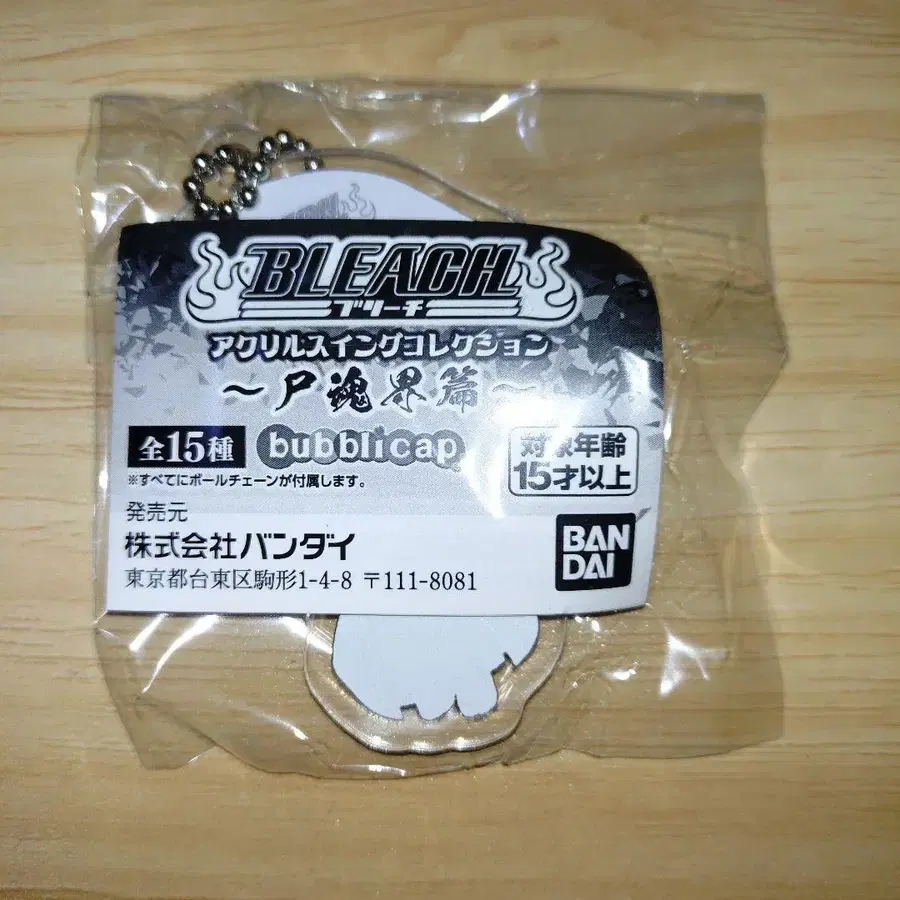 BLEACH
ブリーチ
アクリルスイングコレクション
～尸魂界篇～
全15種
bubblicap
対象年齢
15才以上
※すべてにボールチェーンが付属します。
発売元
株式会社バンダイ
東京都台東区駒形1-4-8 〒111-8081
BAN
DAI